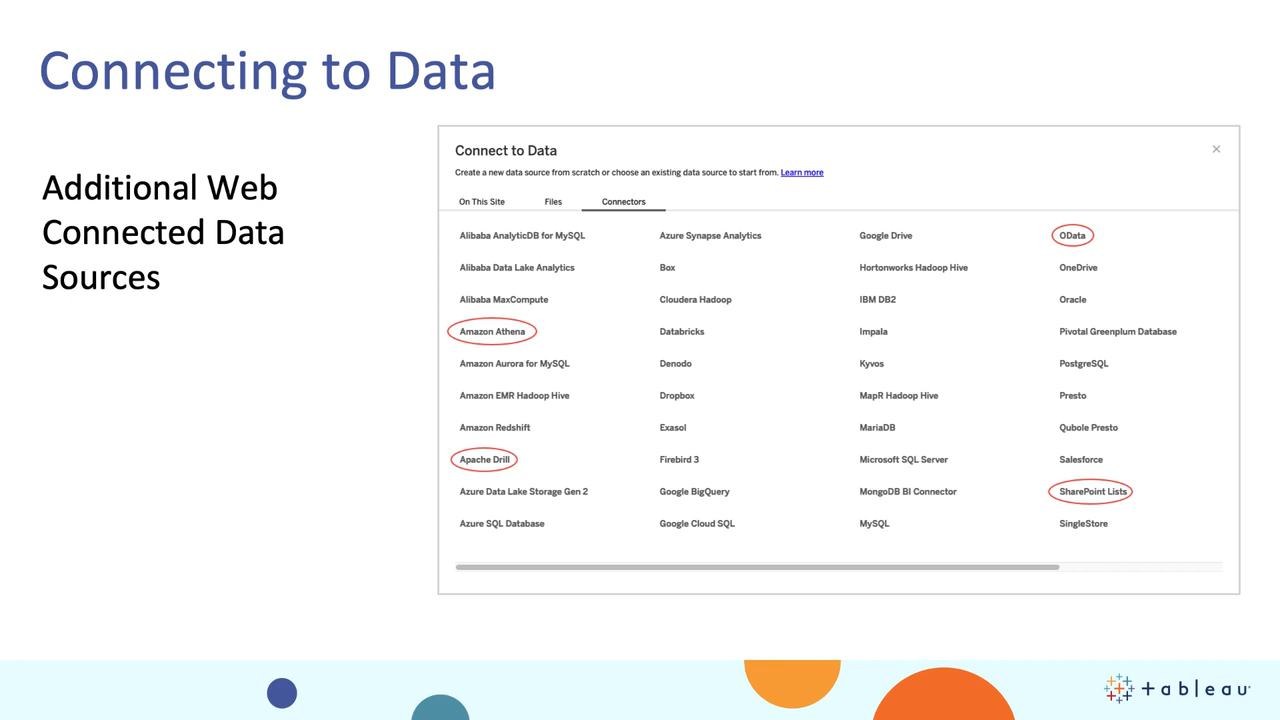 Connecting to Data
Additional Web
Connected Data
Sources
Connect to Data
×
Create a new data source from scratch or choose an existing data source to start from. Learn more
On This Site Files Connectors
Alibaba AnalyticDB for MySQL Azure Synapse Analytics Google Drive OData
Alibaba Data Lake Analytics Box Hortonworks Hadoop Hive OneDrive
Alibaba MaxCompute Cloudera Hadoop IBM DB2 Oracle
Amazon Athena Databricks Impala Pivotal Greenplum Database
Amazon Aurora for MySQL Denodo Kyvos PostgreSQL
Amazon EMR Hadoop Hive Dropbox MapR Hadoop Hive Presto
Amazon Redshift Exasol MariaDB Qubole Presto
Apache Drill Firebird 3 Microsoft SQL Server Salesforce
Azure Data Lake Storage Gen 2 Google BigQuery MongoDB BI Connector SharePoint Lists
Azure SQL Database Google Cloud SQL MySQL SingleStore
tableau